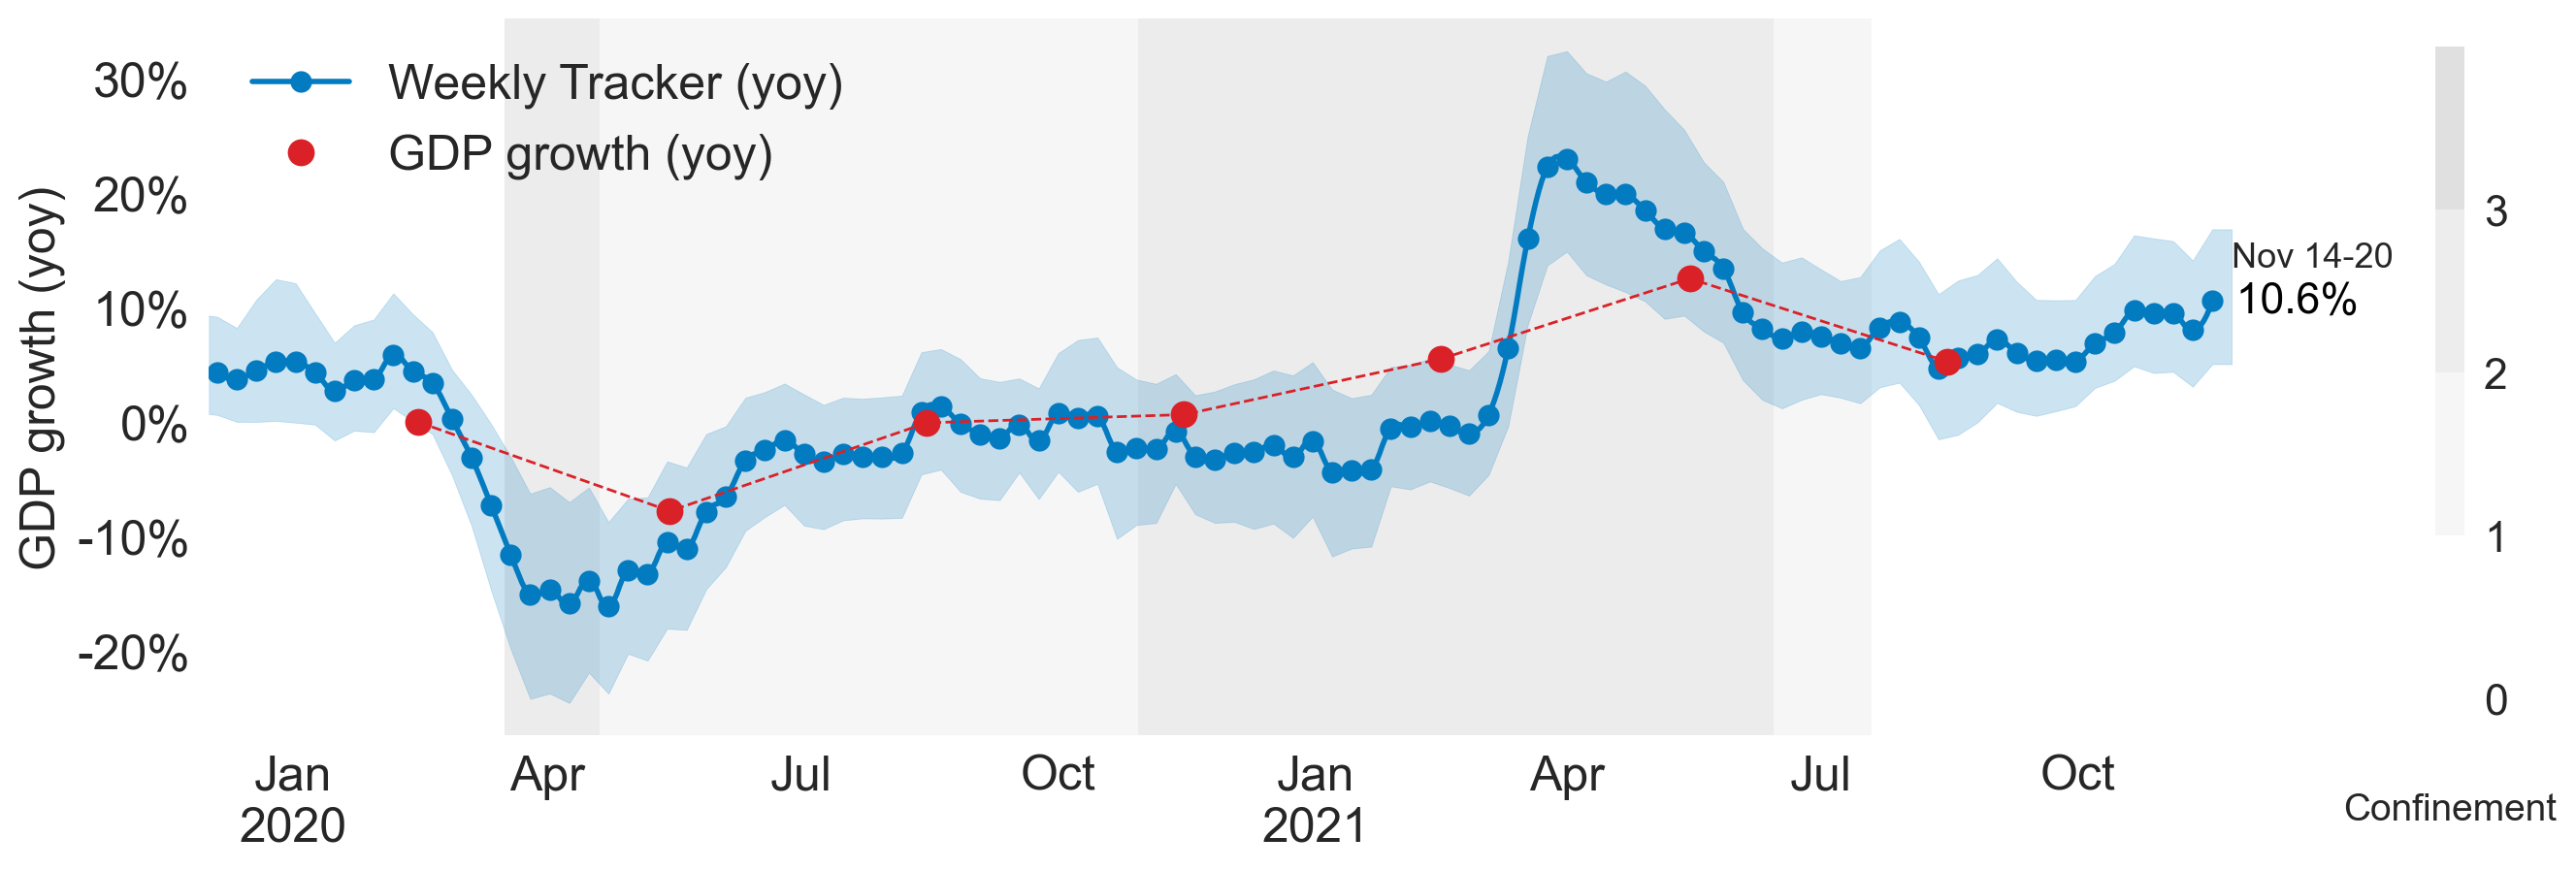 Weekly Tracker (yoy)
GDP growth (yoy)
GDP growth (yoy)
30%
20%
10%
0%
-10%
-20%
Nov 14-20
10.6%
3
2
1
0
Confinement
Jan Apr Jul Oct Jan Apr Jul Oct
2020 2021